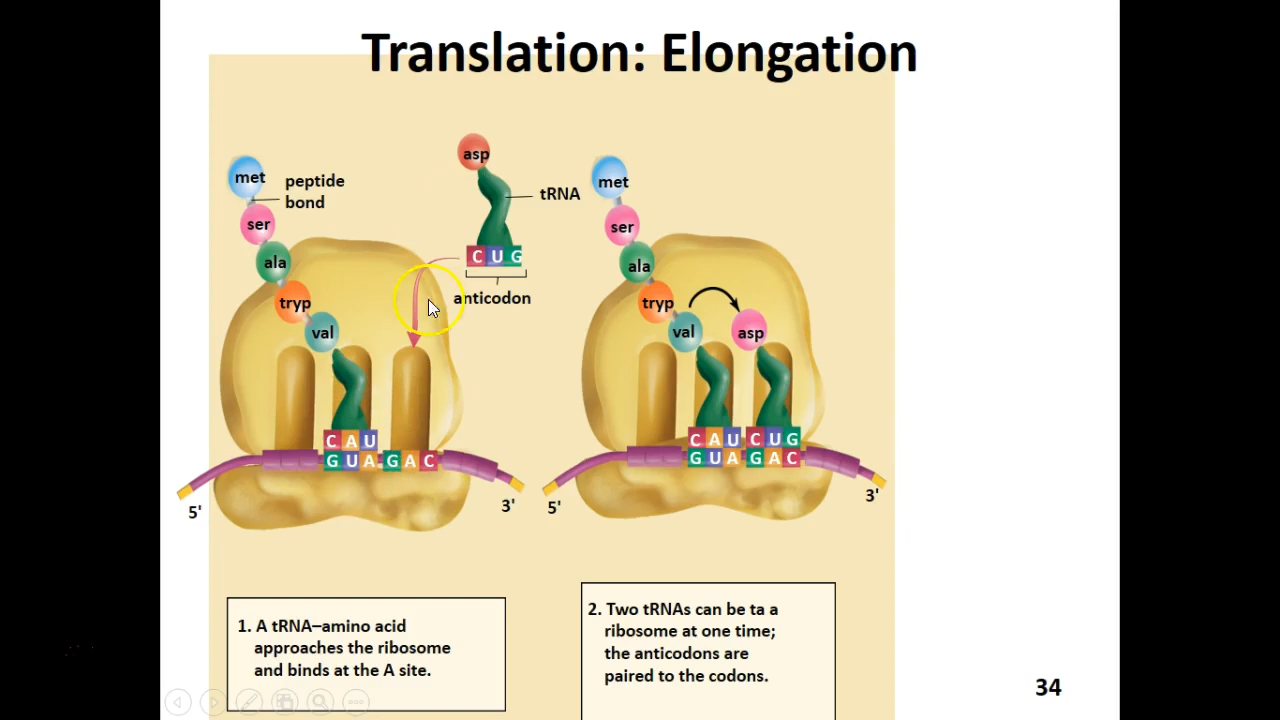 Translation: Elongation
met
peptide
bond
ser
ala
tryp
val
asp
tRNA
C U G
anticodon
C A U
G U A G A C
5'
3'
met
ser
ala
tryp
val
asp
C A U C U G
G U A G A C
5'
3'
1. A tRNA–amino acid
approaches the ribosome
and binds at the A site.
2. Two tRNAs can be ta a
ribosome at one time;
the anticodons are
paired to the codons.
34